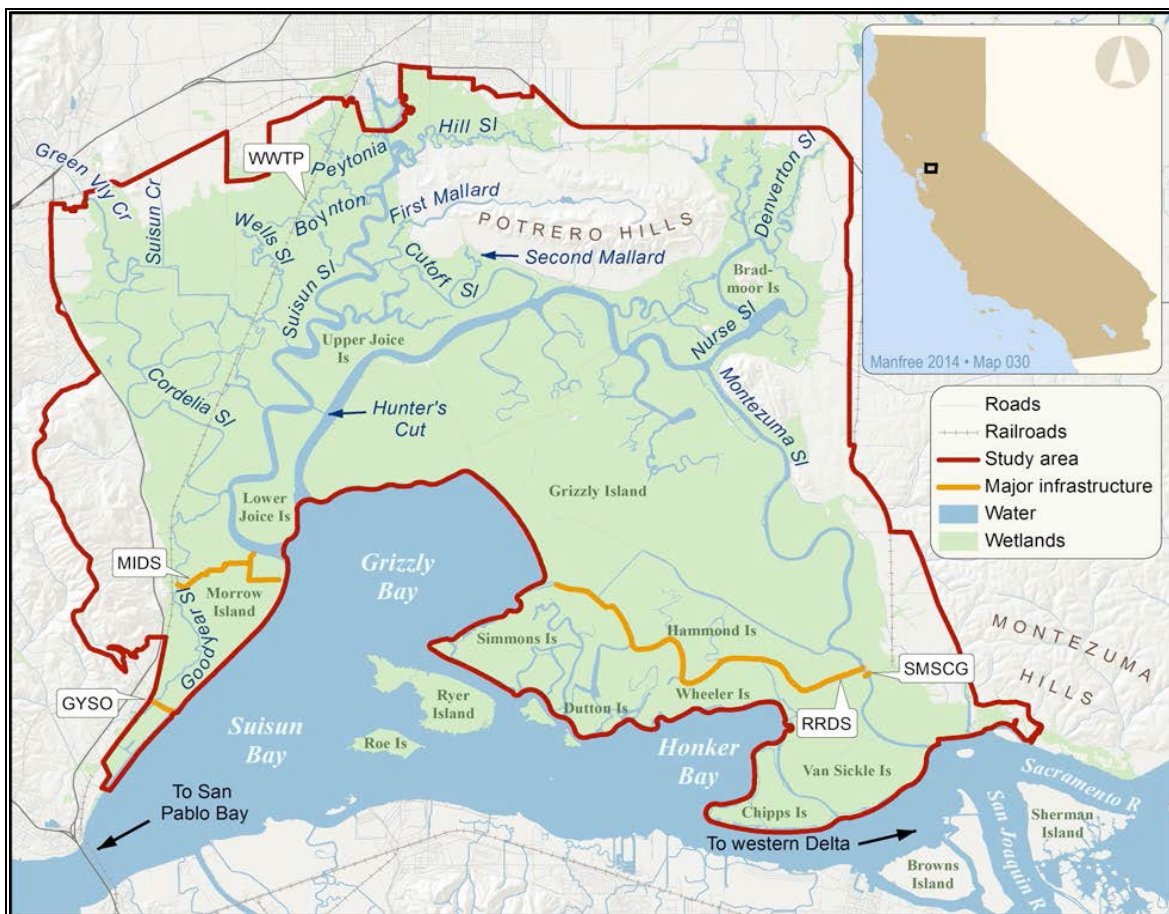 Hill Sl
Green Vly Cr
WWTP
Peytonia
Suisun Cr
Boynton
Wells Sl
First Mallard
POTRERO HILLS
Denverton Sl
Second Mallard
Cutoff Sl
Suisun Sl
Brad-
moor Is
Nurse Sl
Upper Joice
Is
Montezuma Sl
Cordelia Sl
Hunter's
Cut
Lower
Joice Is
Grizzly Island
MIDS
Morrow
Island
Grizzly
Bay
Goodyear Sl
Simmons Is
Hammond Is
SMSCG
MONTEZUMA
HILLS
GYSO
Ryer
Island
Dutton Is
Wheeler Is
RRDS
Suisun
Bay
Roe Is
Honker
Bay
Van Sickle Is
Chipps Is
To San
Pablo Bay
To western Delta
Sacramento R
San Joaquin R
Sherman
Island
Browns
Island
Manfree 2014 • Map 030
Roads
Railroads
Study area
Major infrastructure
Water
Wetlands